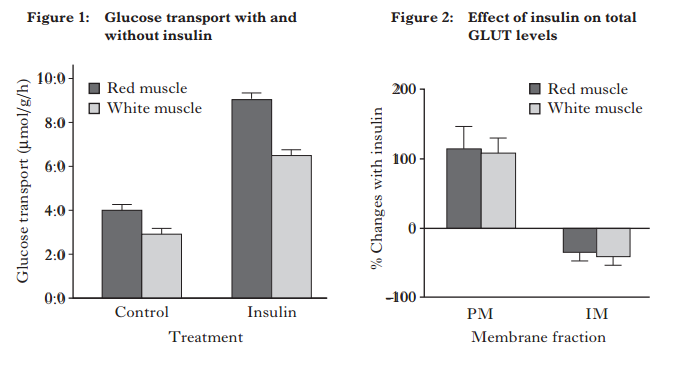 Figure 1: Glucose transport with and
without insulin
Glucose transport (μmol/g/h)
10:0
8:0
6:0
4:0
2:0
0:0
Red muscle
White muscle
Control
Insulin
Treatment
Figure 2: Effect of insulin on total
GLUT levels
% Changes with insulin
200
100
0
-100
Red muscle
White muscle
PM
IM
Membrane fraction